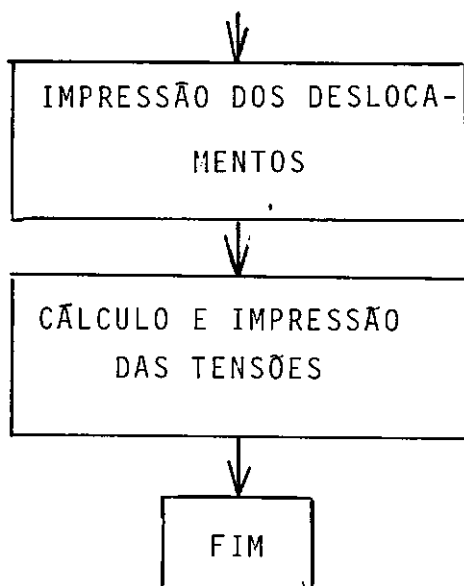 IMPRESSÃO DOS DESLOCA-
MENTOS
CÁLCULO E IMPRESSÃO
DAS TENSÕES
FIM